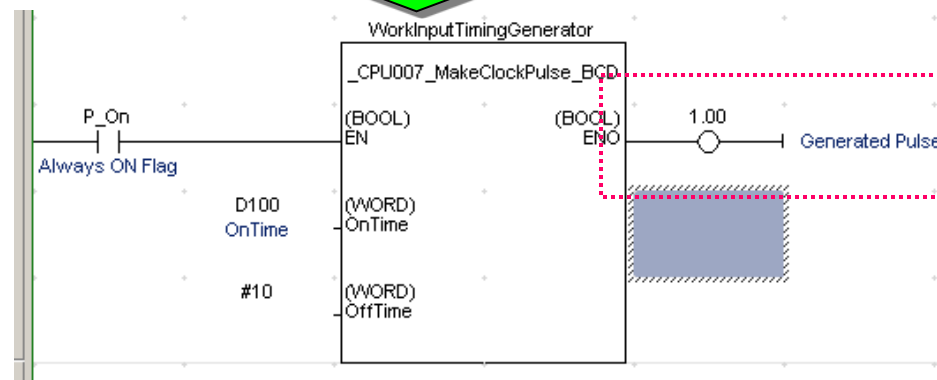 WorkInputTimingGenerator
_CPU007_MakeClockPulse_BCD
P_On
(BOOL)
(BOOL)
1.00
EN
ENO
Generated Pulse
Always ON Flag
D100
(WORD)
OnTime
OnTime
#10
(WORD)
OffTime